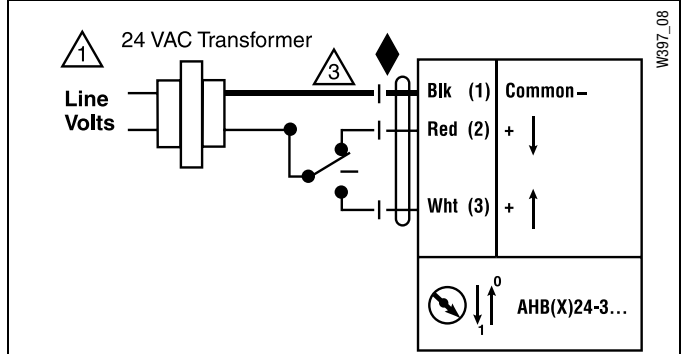 1 24 VAC Transformer
3
W397_08
Line
Volts
Blk (1) Common –
Red (2) + ↓
Wht (3) + ↑
0
1
AHB(X)24-3...